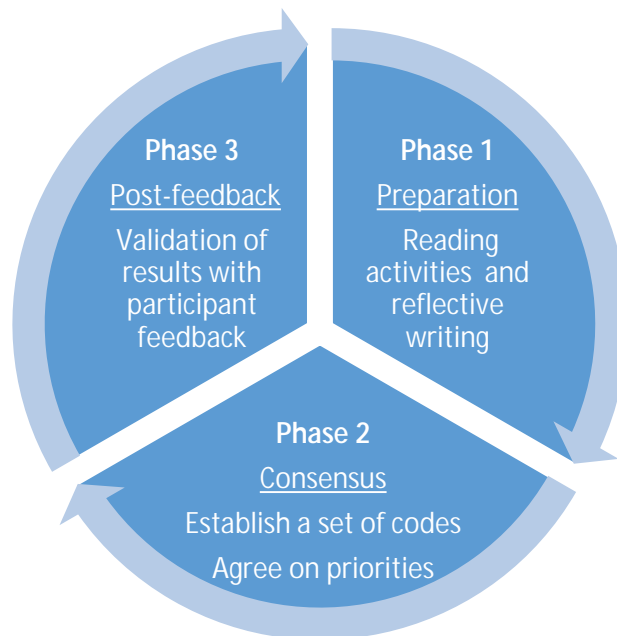 Phase 1
Preparation
Reading
activities and
reflective
writing
Phase 2
Consensus
Establish a set of codes
Agree on priorities
Phase 3
Post-feedback
Validation of
results with
participant
feedback